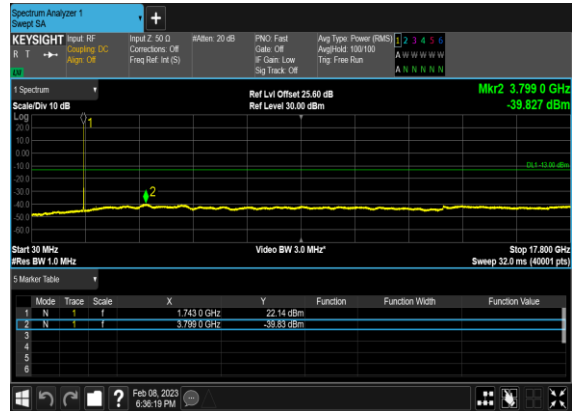 Spectrum Analyzer 1
Swept SA
+
KEYSIGHT Input: RF Input Z: 50 Ω #Atten: 20 dB PNO: Fast Avg Type: Power (RMS) 1 2 3 4 5 6
R T Coupling: DC Corrections: Off Gate: Off Avg|Hold: 100/100 A W W W W W
Align: Off Freq Ref: Int (S) IF Gain: Low Trig: Free Run
Sig Track: Off A N N N N N
1 Spectrum Ref Lvl Offset 25.60 dB Mkr2 3.799 0 GHz
Scale/Div 10 dB Ref Level 30.00 dBm -39.827 dBm
Log
20.0 1
10.0
0.00
-10.0 DL1 -13.00 dBm
-20.0
-30.0 2
-40.0
-50.0
-60.0
Start 30 MHz Video BW 3.0 MHz* Stop 17.800 GHz
#Res BW 1.0 MHz Sweep 32.0 ms (40001 pts)
5 Marker Table
Mode Trace Scale X Y Function Function Width Function Value
1 N 1 f 1.743 0 GHz 22.14 dBm
2 N 1 f 3.799 0 GHz -39.83 dBm
3
4
5
6
? Feb 08, 2023
6:36:19 PM